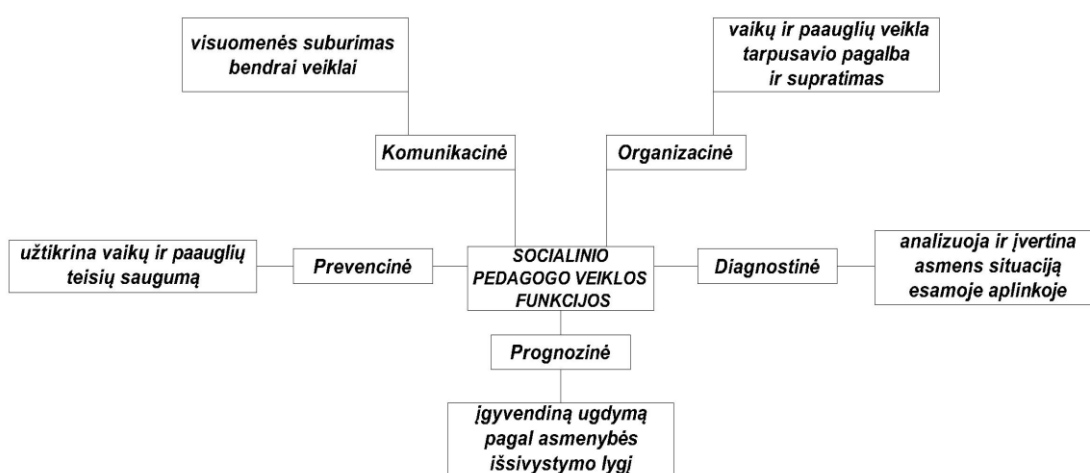 visuomenės suburimas
bendrai veiklai
vaikų ir paauglių veikla
tarpusavio pagalba
ir supratimas
Komunikacinė
Organizacinė
užtikrina vaikų ir paauglių
teisių saugumą
Prevencinė
SOCIALINIO
PEDAGOGO VEIKLOS
FUNKCIJOS
Diagnostinė
analizuoja ir įvertina
asmens situaciją
esamoje aplinkoje
Prognozinė
įgyvendiną ugdymą
pagal asmenybės
išsivystymo lygį